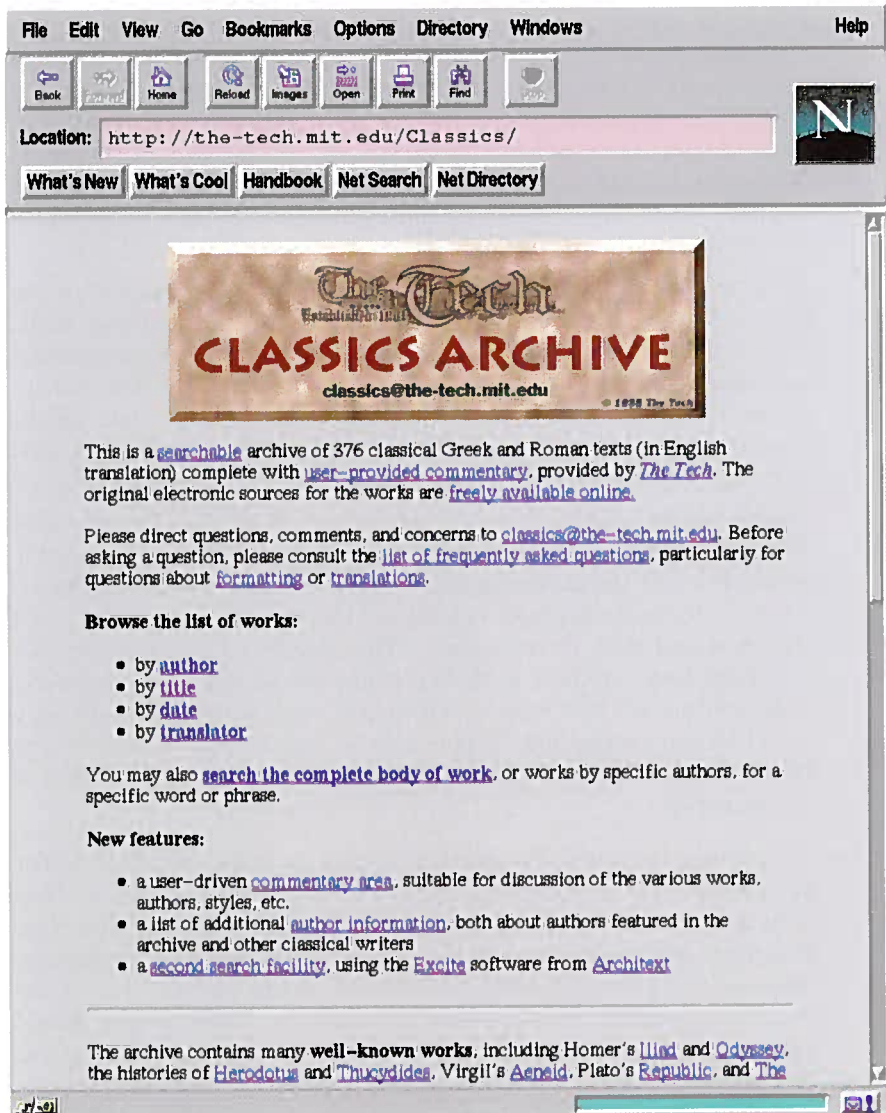 File Edit View Go Bookmarks Options Directory Windows Help
Back Forward Home Reload Images Open Print Find Stop
Location: http://the-tech.mit.edu/Classics/
N
What's New What's Cool Handbook Net Search Net Directory
The Tech
CLASSICS ARCHIVE
classics@the-tech.mit.edu
© 1995 The Tech
This is a searchable archive of 376 classical Greek and Roman texts (in English
translation) complete with user-provided commentary, provided by The Tech. The
original electronic sources for the works are freely available online.
Please direct questions, comments, and concerns to classics@the-tech.mit.edu. Before
asking a question, please consult the list of frequently asked questions, particularly for
questions about formatting or translations.
Browse the list of works:
• by author
• by title
• by date
• by translator
You may also search the complete body of work, or works by specific authors, for a
specific word or phrase.
New features:
• a user-driven commentary area, suitable for discussion of the various works,
authors, styles, etc.
• a list of additional author information, both about authors featured in the
archive and other classical writers
• a second search facility, using the Excite software from Architext
The archive contains many well-known works, including Homer's Iliad and Odyssey,
the histories of Herodotus and Thucydides, Virgil's Aeneid, Plato's Republic, and The